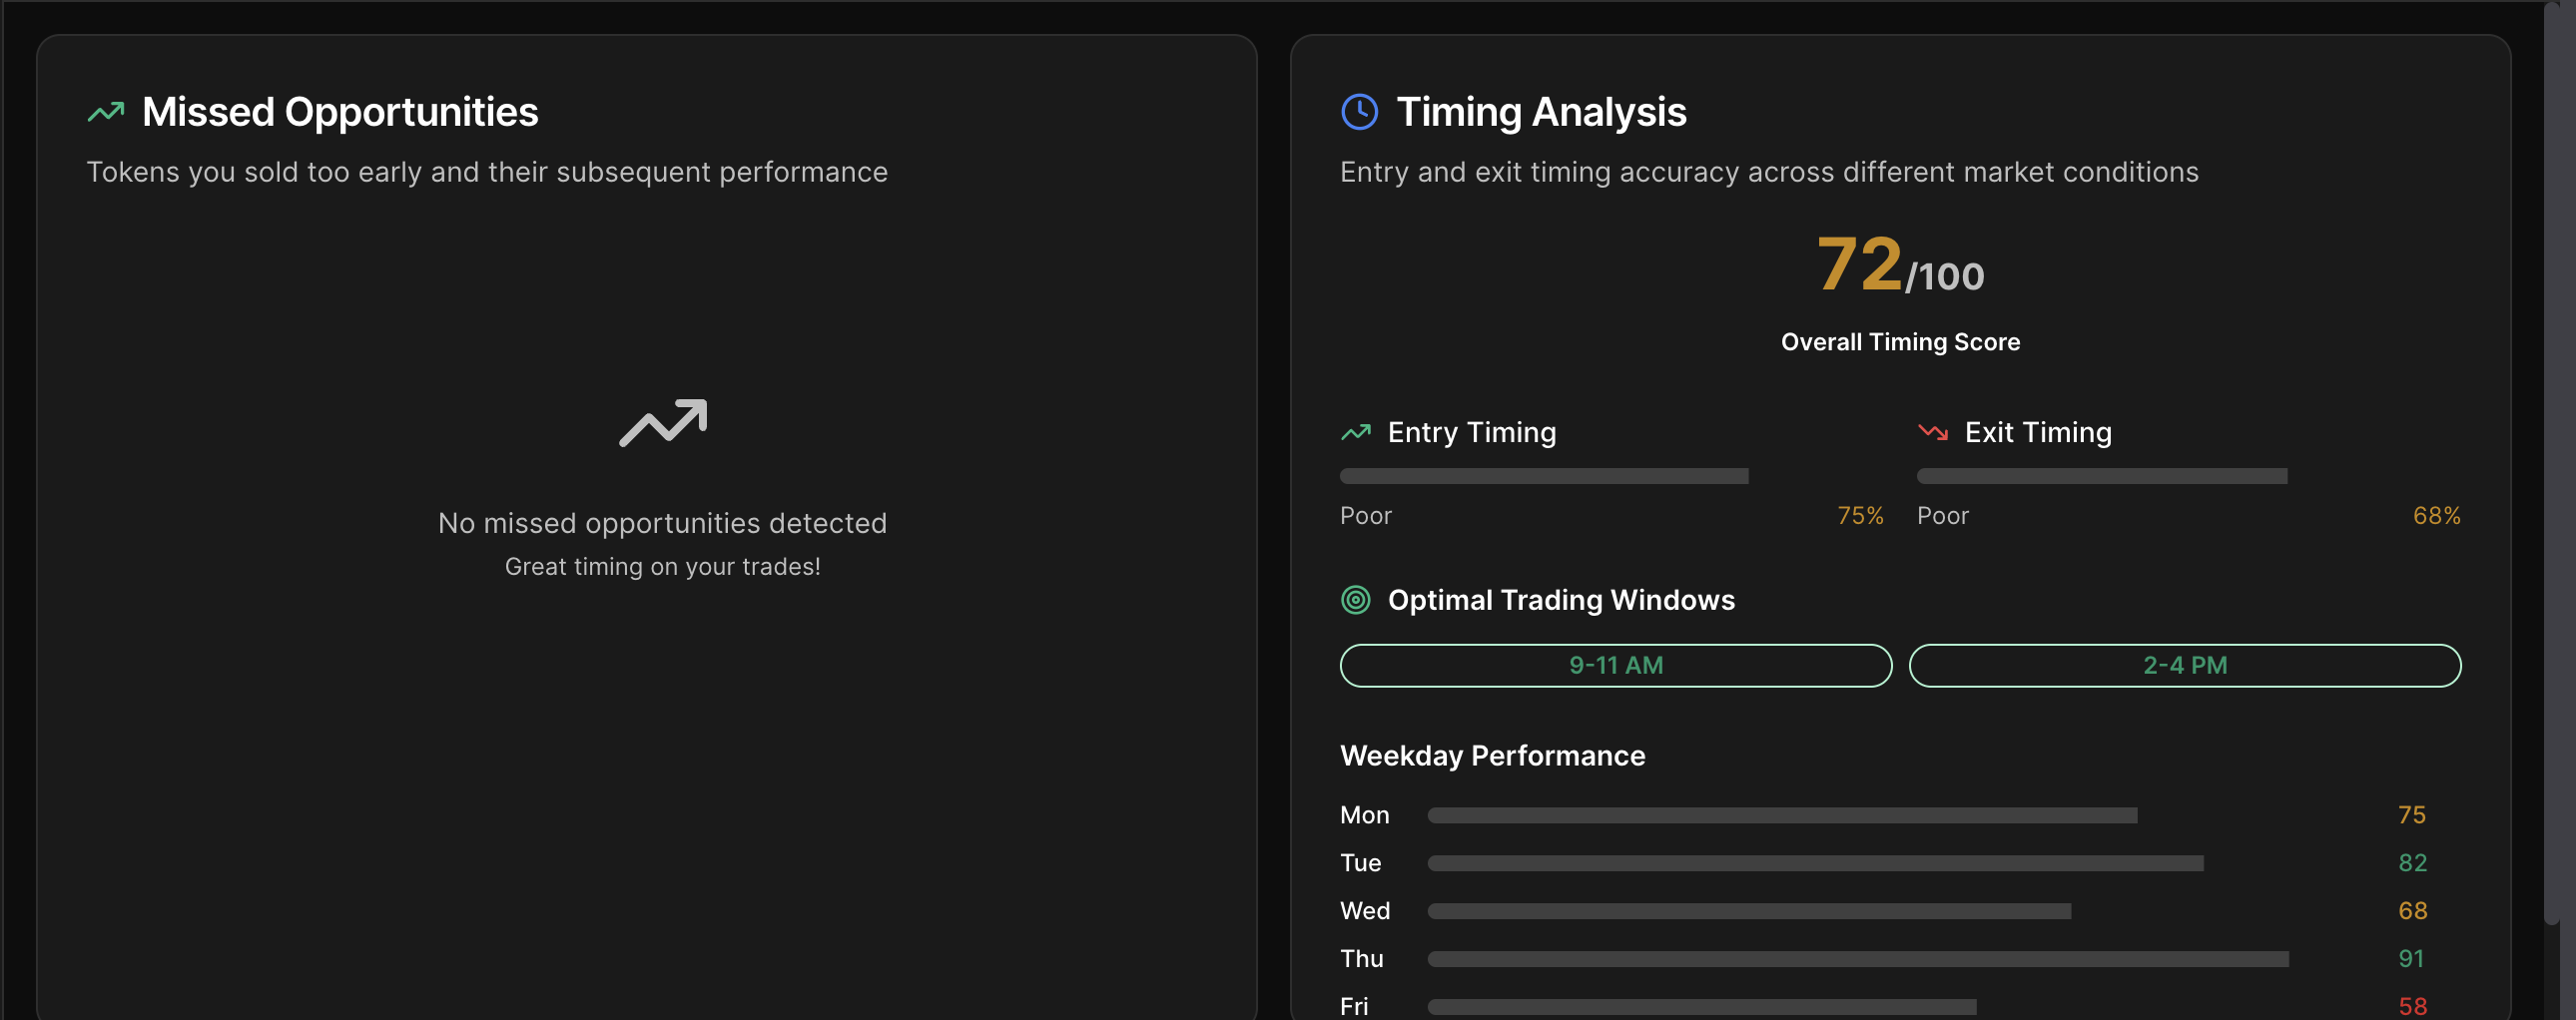 Missed Opportunities
Tokens you sold too early and their subsequent performance
No missed opportunities detected
Great timing on your trades!
Timing Analysis
Entry and exit timing accuracy across different market conditions
72/100
Overall Timing Score
Entry Timing
Poor 75%
Exit Timing
Poor 68%
Optimal Trading Windows
9-11 AM
2-4 PM
Weekday Performance
Mon 75
Tue 82
Wed 68
Thu 91
Fri 58